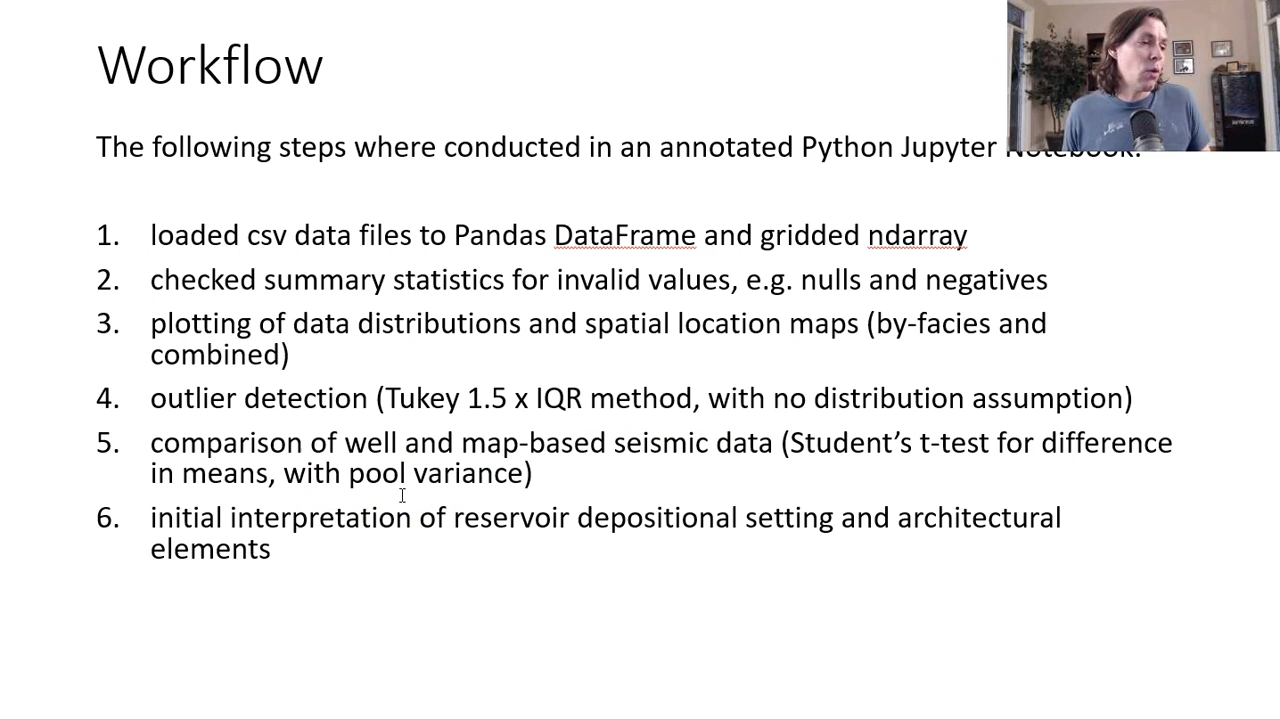 Workflow
The following steps where conducted in an annotated Python Jupyter Notebook.
1. loaded csv data files to Pandas DataFrame and gridded ndarray
2. checked summary statistics for invalid values, e.g. nulls and negatives
3. plotting of data distributions and spatial location maps (by-facies and
combined)
4. outlier detection (Tukey 1.5 x IQR method, with no distribution assumption)
5. comparison of well and map-based seismic data (Student’s t-test for difference
in means, with pool variance)
6. initial interpretation of reservoir depositional setting and architectural
elements